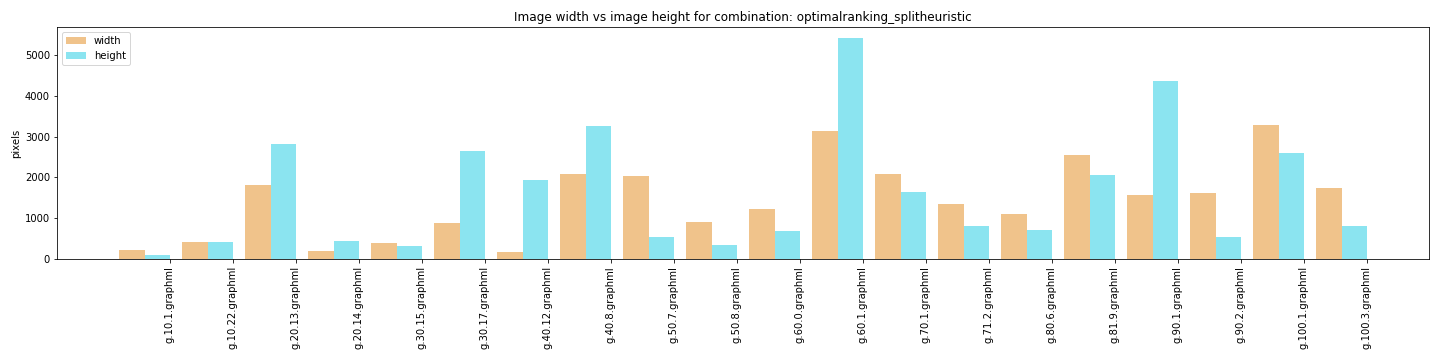 Image width vs image height for combination: optimalranking_splitheuristic
width
height
pixels
5000
4000
3000
2000
1000
0
g.10.1.graphml
g.10.22.graphml
g.20.13.graphml
g.20.14.graphml
g.30.15.graphml
g.30.17.graphml
g.40.12.graphml
g.40.8.graphml
g.50.7.graphml
g.50.8.graphml
g.60.0.graphml
g.60.1.graphml
g.70.1.graphml
g.71.2.graphml
g.80.6.graphml
g.81.9.graphml
g.90.1.graphml
g.90.2.graphml
g.100.1.graphml
g.100.3.graphml